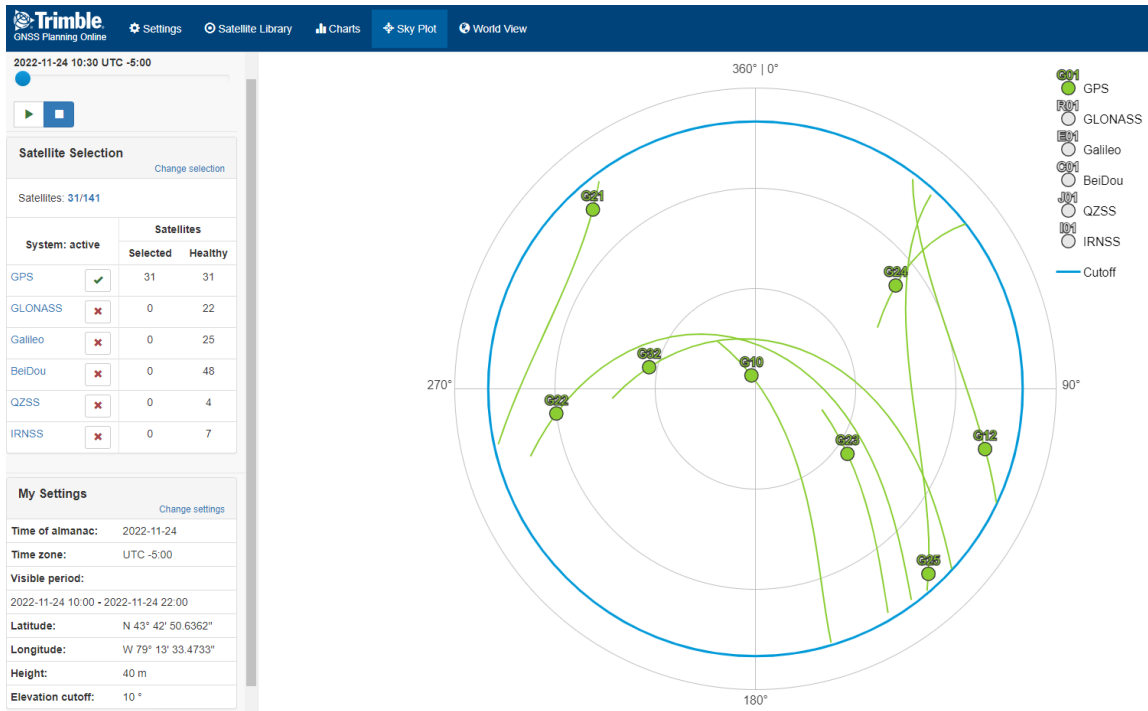 Trimble.
GNSS Planning Online
Settings
Satellite Library
Charts
Sky Plot
World View
2022-11-24 10:30 UTC -5:00
Satellite Selection
Change selection
Satellites: 31/141
System: active
Satellites
Selected Healthy
GPS 31 31
GLONASS 0 22
Galileo 0 25
BeiDou 0 48
QZSS 0 4
IRNSS 0 7
My Settings
Change settings
Time of almanac: 2022-11-24
Time zone: UTC -5:00
Visible period:
2022-11-24 10:00 - 2022-11-24 22:00
Latitude: N 43° 42' 50.6362"
Longitude: W 79° 13' 33.4733"
Height: 40 m
Elevation cutoff: 10 °
360° | 0°
G21
G24
G32
G10
270°
90°
G22
G23
G12
G25
180°
G01
GPS
R01
GLONASS
E01
Galileo
C01
BeiDou
J01
QZSS
I01
IRNSS
Cutoff